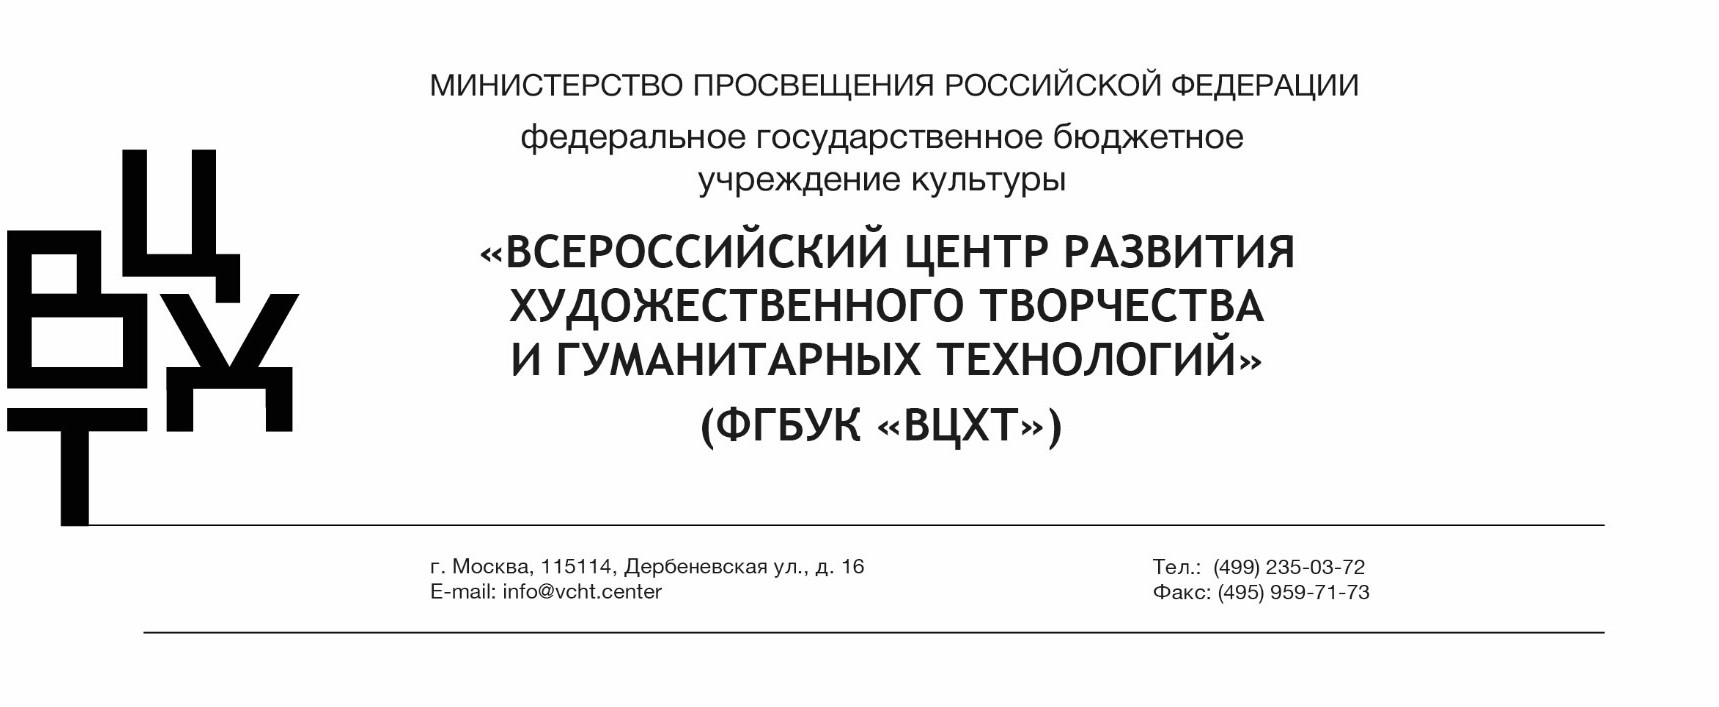 МИНИСТЕРСТВО ПРОСВЕЩЕНИЯ РОССИЙСКОЙ ФЕДЕРАЦИИ
федеральное государственное бюджетное
учреждение культуры
«ВСЕРОССИЙСКИЙ ЦЕНТР РАЗВИТИЯ
ХУДОЖЕСТВЕННОГО ТВОРЧЕСТВА
И ГУМАНИТАРНЫХ ТЕХНОЛОГИЙ»
(ФГБУК «ВЦХТ»)
ВЦХТ
г. Москва, 115114, Дербеневская ул., д. 16
E-mail: info@vcht.center
Тел.: (499) 235-03-72
Факс: (495) 959-71-73